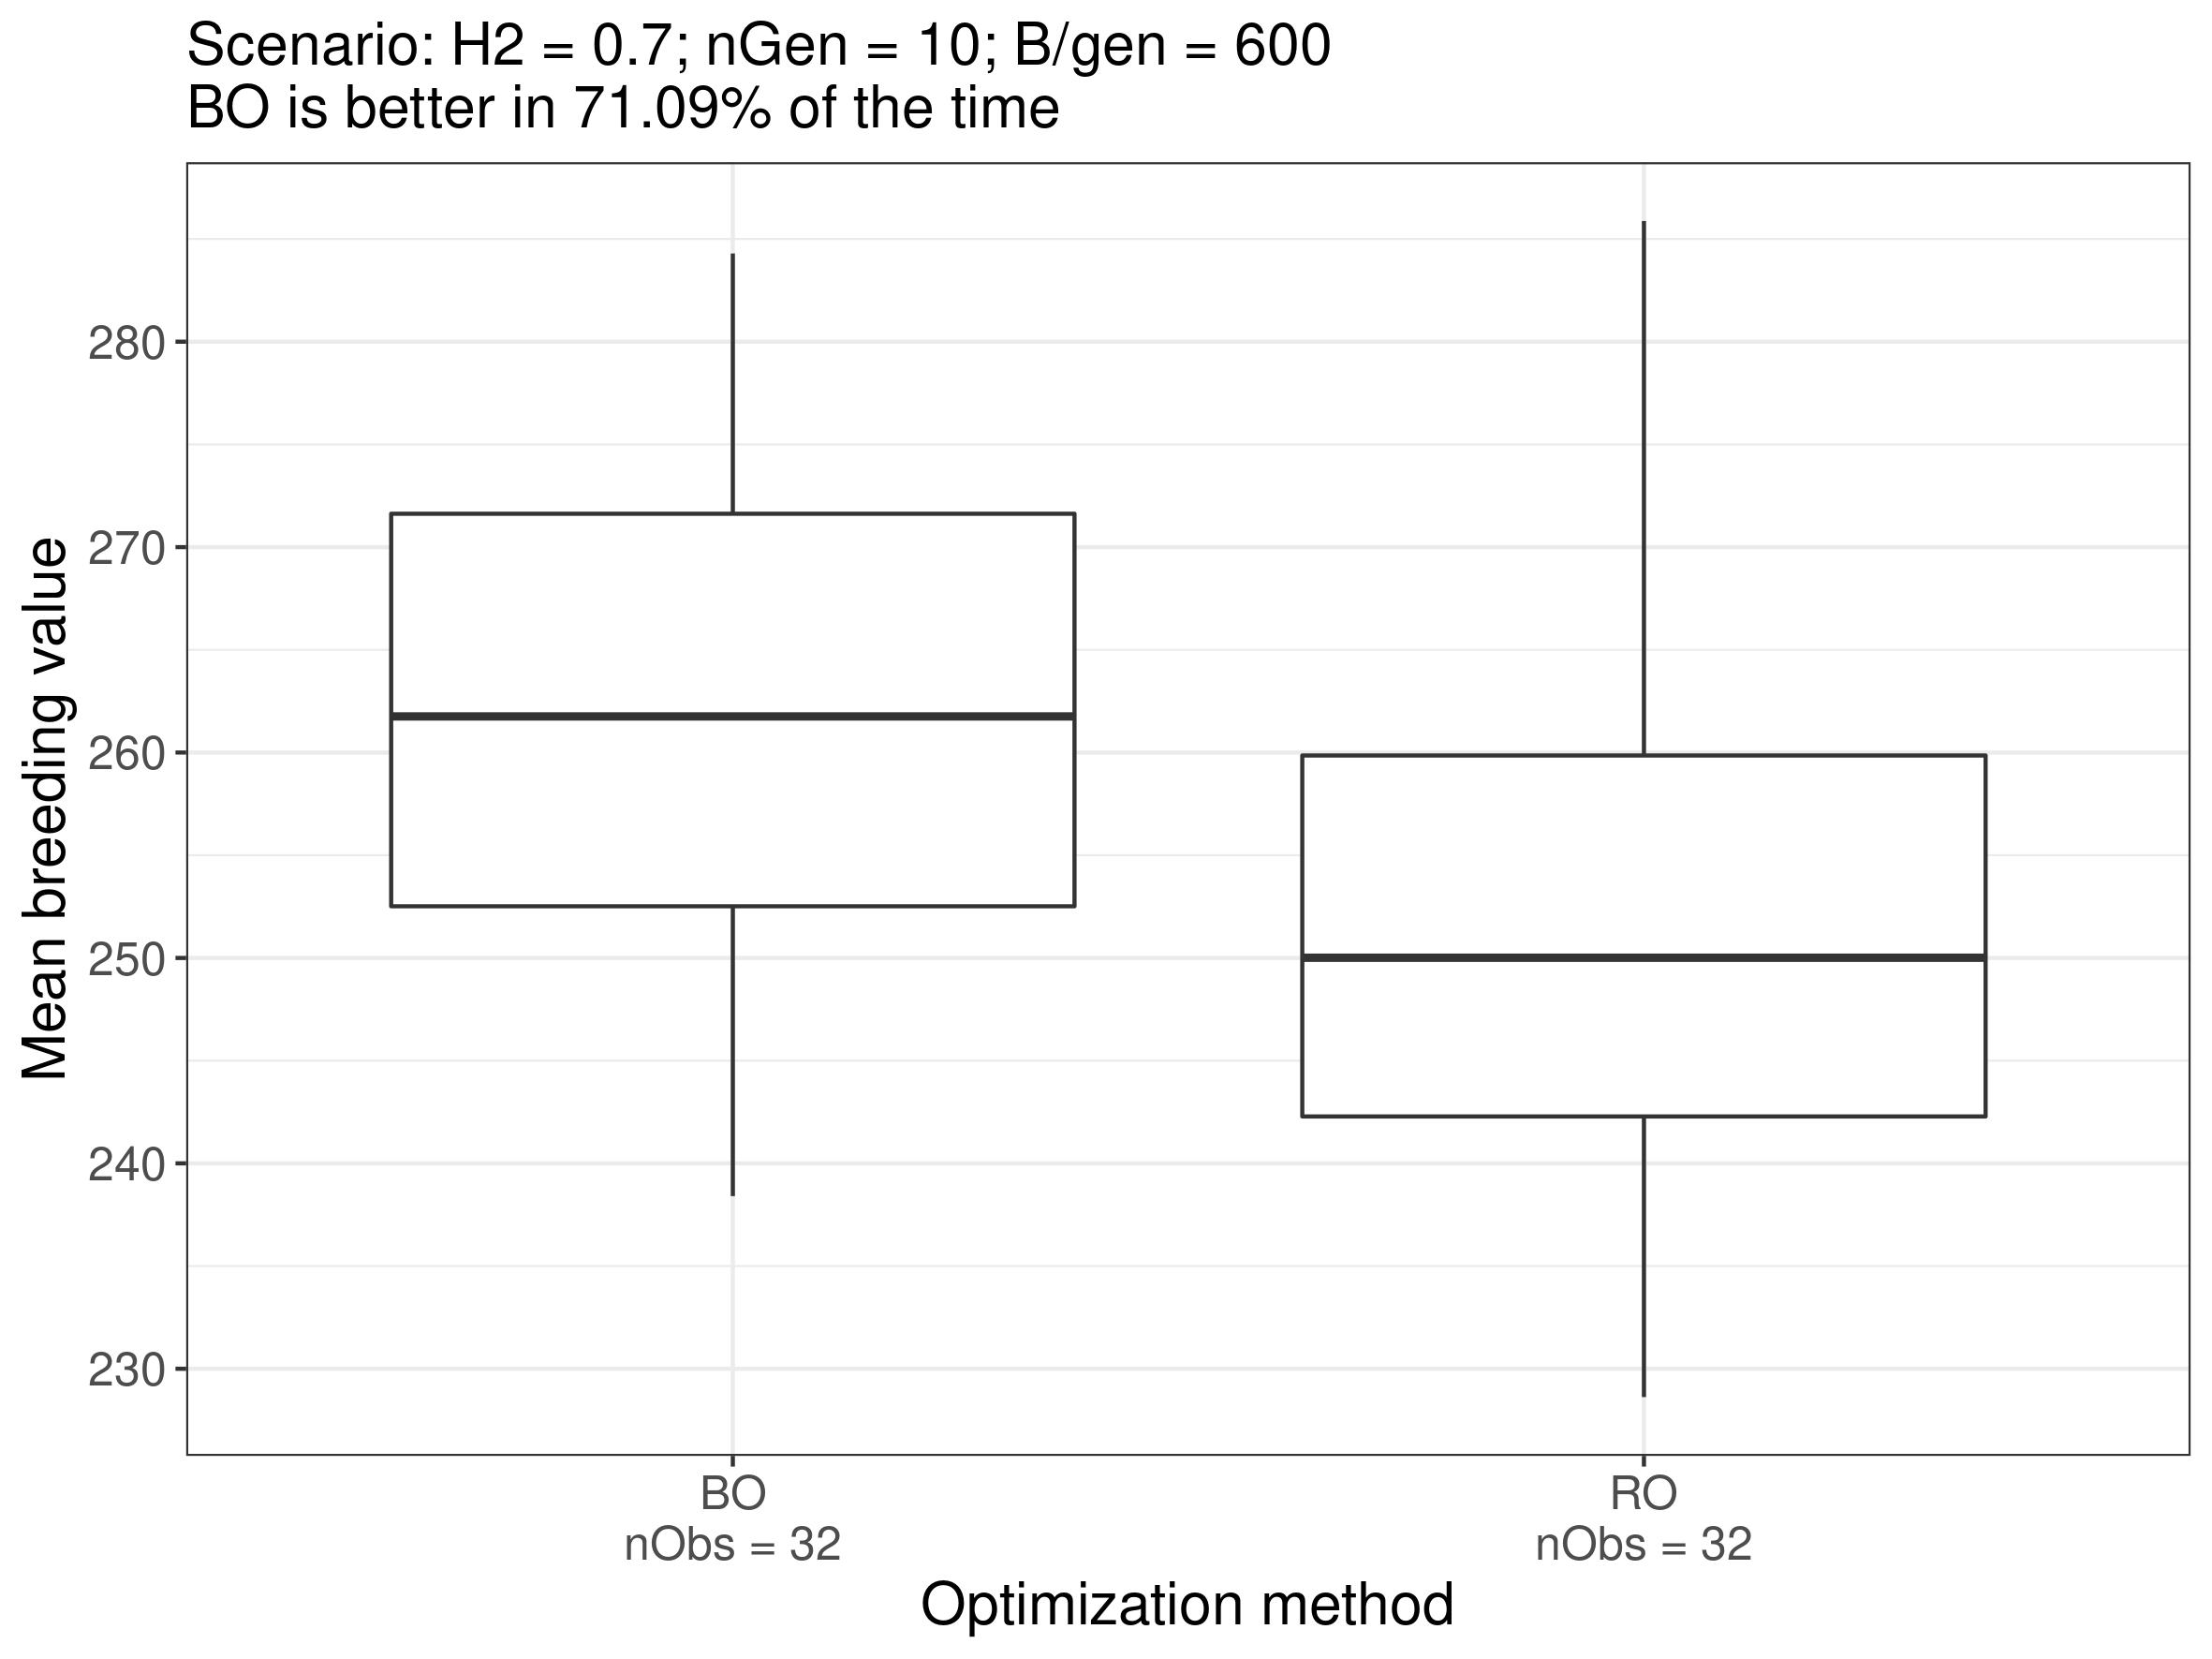 Scenario: H2 = 0.7; nGen = 10; B/gen = 600
BO is better in 71.09% of the time
Mean breeding value
280
270
260
250
240
230
BO
nObs = 32
RO
nObs = 32
Optimization method